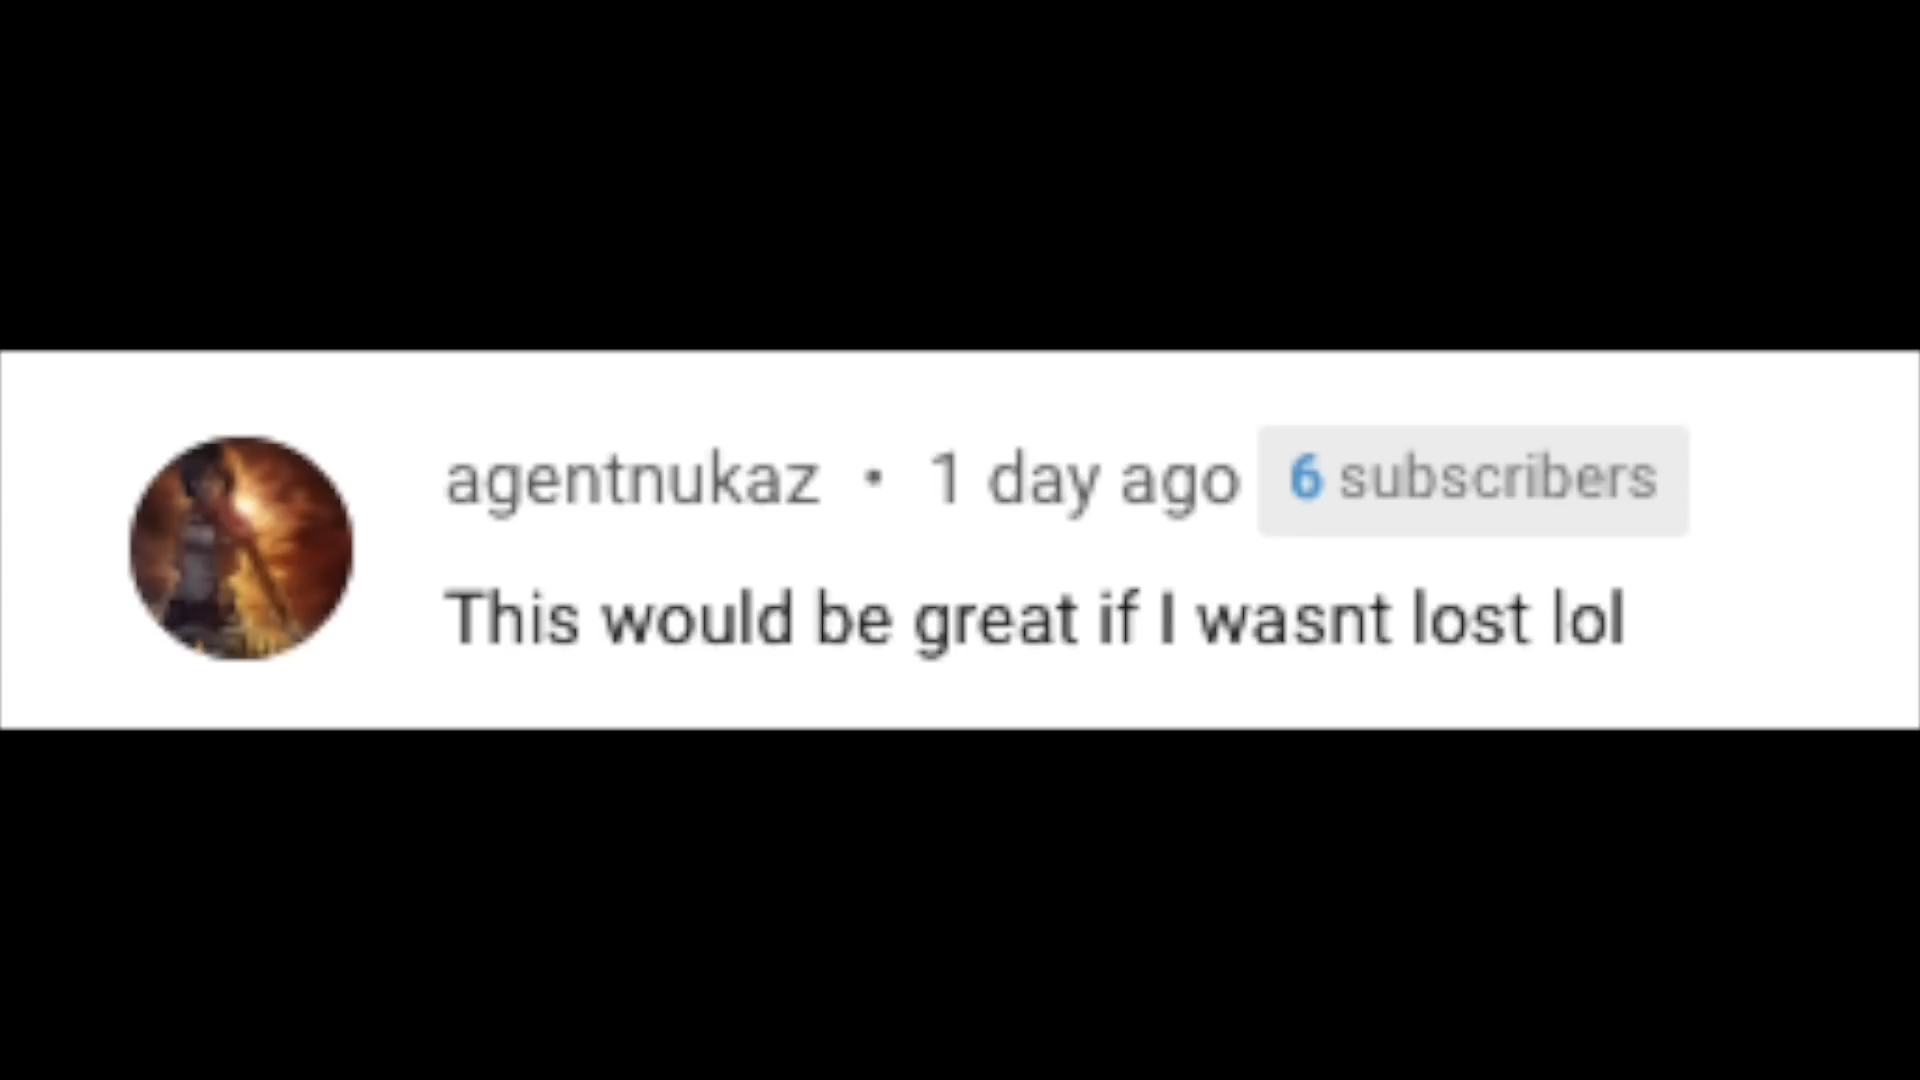 agentnukaz • 1 day ago 6 subscribers
This would be great if I wasnt lost lol